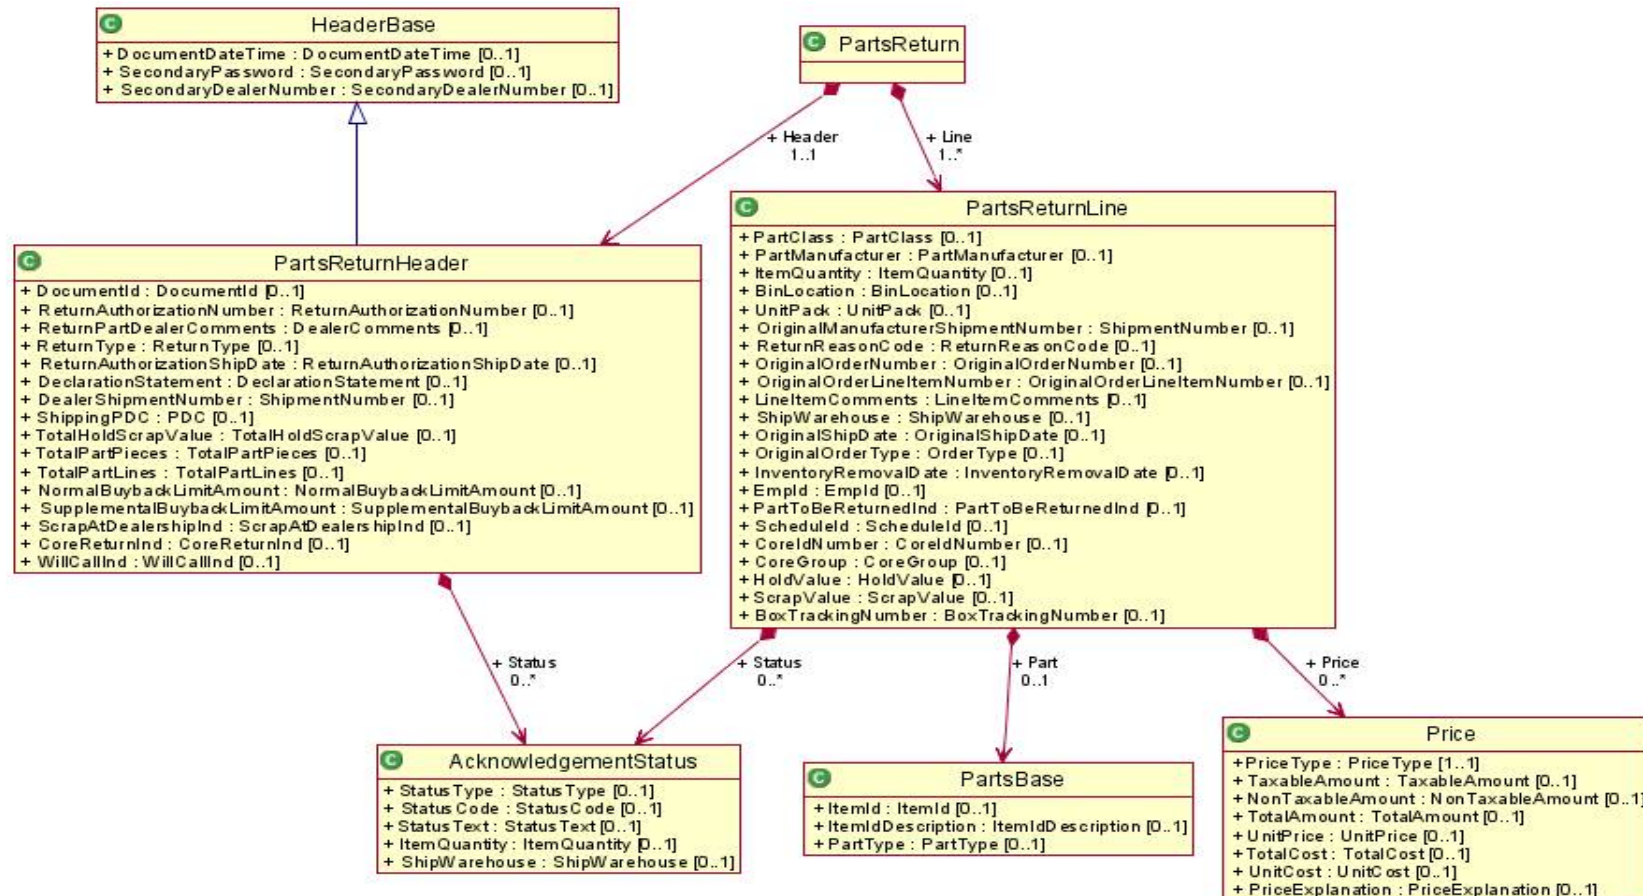 C HeaderBase
+ DocumentDateTime : DocumentDateTime [0..1]
+ SecondaryPassword : SecondaryPassword [0..1]
+ SecondaryDealerNumber : SecondaryDealerNumber [0..1]
C PartsReturn
+ Header
1..1
+ Line
1..*
C PartsReturnHeader
+ DocumentId : DocumentId [0..1]
+ ReturnAuthorizationNumber : ReturnAuthorizationNumber [0..1]
+ ReturnPartDealerComments : DealerComments [0..1]
+ ReturnType : ReturnType [0..1]
+ ReturnAuthorizationShipDate : ReturnAuthorizationShipDate [0..1]
+ DeclarationStatement : DeclarationStatement [0..1]
+ DealerShipmentNumber : ShipmentNumber [0..1]
+ ShippingPDC : PDC [0..1]
+ TotalHoldScrapValue : TotalHoldScrapValue [0..1]
+ TotalPartPieces : TotalPartPieces [0..1]
+ TotalPartLines : TotalPartLines [0..1]
+ NormalBuybackLimitAmount : NormalBuybackLimitAmount [0..1]
+ SupplementalBuybackLimitAmount : SupplementalBuybackLimitAmount [0..1]
+ ScrapAtDealershipInd : ScrapAtDealershipInd [0..1]
+ CoreReturnInd : CoreReturnInd [0..1]
+ WillCallInd : WillCallInd [0..1]
C PartsReturnLine
+ PartClass : PartClass [0..1]
+ PartManufacturer : PartManufacturer [0..1]
+ ItemQuantity : ItemQuantity [0..1]
+ BinLocation : BinLocation [0..1]
+ UnitPack : UnitPack [0..1]
+ OriginalManufacturerShipmentNumber : ShipmentNumber [0..1]
+ ReturnReasonCode : ReturnReasonCode [0..1]
+ OriginalOrderNumber : OriginalOrderNumber [0..1]
+ OriginalOrderLineItemNumber : OriginalOrderLineItemNumber [0..1]
+ LineItemComments : LineItemComments [0..1]
+ ShipWarehouse : ShipWarehouse [0..1]
+ OriginalShipDate : OriginalShipDate [0..1]
+ OriginalOrderType : OrderType [0..1]
+ InventoryRemovalDate : InventoryRemovalDate [0..1]
+ EmpId : EmpId [0..1]
+ PartToBeReturnedInd : PartToBeReturnedInd [0..1]
+ ScheduleId : ScheduleId [0..1]
+ CoreIdNumber : CoreIdNumber [0..1]
+ CoreGroup : CoreGroup [0..1]
+ HoldValue : HoldValue [0..1]
+ ScrapValue : ScrapValue [0..1]
+ BoxTrackingNumber : BoxTrackingNumber [0..1]
+ Status
0..*
+ Status
0..*
+ Part
0..1
+ Price
0..*
C AcknowledgementStatus
+ StatusType : StatusType [0..1]
+ StatusCode : StatusCode [0..1]
+ StatusText : StatusText [0..1]
+ ItemQuantity : ItemQuantity [0..1]
+ ShipWarehouse : ShipWarehouse [0..1]
C PartsBase
+ ItemId : ItemId [0..1]
+ ItemIdDescription : ItemIdDescription [0..1]
+ PartType : PartType [0..1]
C Price
+ PriceType : PriceType [1..1]
+ TaxableAmount : TaxableAmount [0..1]
+ NonTaxableAmount : NonTaxableAmount [0..1]
+ TotalAmount : TotalAmount [0..1]
+ UnitPrice : UnitPrice [0..1]
+ TotalCost : TotalCost [0..1]
+ UnitCost : UnitCost [0..1]
+ PriceExplanation : PriceExplanation [0..1]